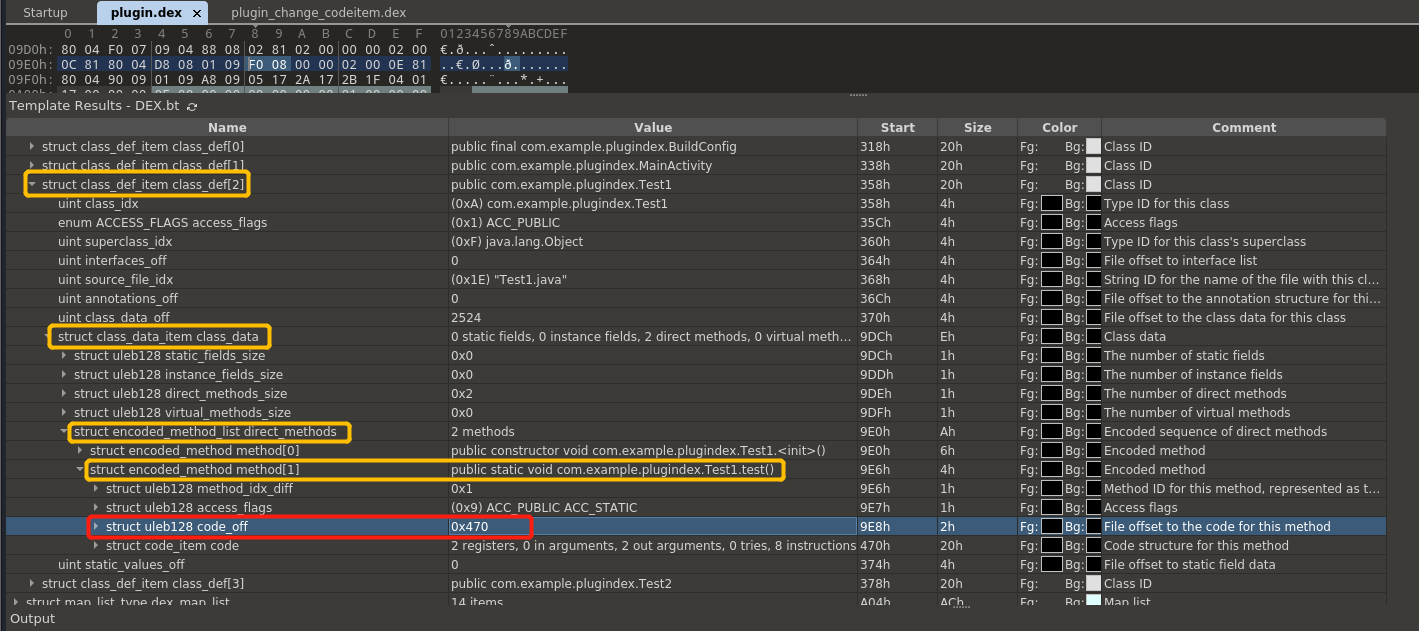 Startup plugin.dex × plugin_change_codeitem.dex
0 1 2 3 4 5 6 7 8 9 A B C D E F 0123456789ABCDEF
09D0h: 80 04 F0 07 09 04 88 08 02 81 02 00 00 00 02 00 €.ð...ˆ.........
09E0h: 0C 81 80 04 D8 08 01 09 F0 08 00 00 02 00 0E 81 ..€.Ø...ð.......
09F0h: 80 04 90 09 01 09 A8 09 05 17 2A 17 2B 1F 04 01 €.....¨...*.+...
Template Results - DEX.bt
Name Value Start Size Color Comment
struct class_def_item class_def[0] public final com.example.plugindex.BuildConfig 318h 20h Fg: Bg: Class ID
struct class_def_item class_def[1] public com.example.plugindex.MainActivity 338h 20h Fg: Bg: Class ID
struct class_def_item class_def[2] public com.example.plugindex.Test1 358h 20h Fg: Bg: Class ID
uint class_idx (0xA) com.example.plugindex.Test1 358h 4h Fg: Bg: Type ID for this class
enum ACCESS_FLAGS access_flags (0x1) ACC_PUBLIC 35Ch 4h Fg: Bg: Access flags
uint superclass_idx (0xF) java.lang.Object 360h 4h Fg: Bg: Type ID for this class's superclass
uint interfaces_off 0 364h 4h Fg: Bg: File offset to interface list
uint source_file_idx (0x1E) "Test1.java" 368h 4h Fg: Bg: String ID for the name of the file with this cl...
uint annotations_off 0 36Ch 4h Fg: Bg: File offset to the annotation structure for thi...
uint class_data_off 2524 370h 4h Fg: Bg: File offset to the class data for this class
struct class_data_item class_data 0 static fields, 0 instance fields, 2 direct methods, 0 virtual meth... 9DCh Eh Fg: Bg: Class data
struct uleb128 static_fields_size 0x0 9DCh 1h Fg: Bg: The number of static fields
struct uleb128 instance_fields_size 0x0 9DDh 1h Fg: Bg: The number of instance fields
struct uleb128 direct_methods_size 0x2 9DEh 1h Fg: Bg: The number of direct methods
struct uleb128 virtual_methods_size 0x0 9DFh 1h Fg: Bg: The number of virtual methods
struct encoded_method_list direct_methods 2 methods 9E0h Ah Fg: Bg: Encoded sequence of direct methods
struct encoded_method method[0] public constructor void com.example.plugindex.Test1.<init>() 9E0h 6h Fg: Bg: Encoded method
struct encoded_method method[1] public static void com.example.plugindex.Test1.test() 9E6h 4h Fg: Bg: Encoded method
struct uleb128 method_idx_diff 0x1 9E6h 1h Fg: Bg: Method ID for this method, represented as t...
struct uleb128 access_flags (0x9) ACC_PUBLIC ACC_STATIC 9E7h 1h Fg: Bg: Access flags
struct uleb128 code_off 0x470 9E8h 2h Fg: Bg: File offset to the code for this method
struct code_item code 2 registers, 0 in arguments, 2 out arguments, 0 tries, 8 instructions 470h 20h Fg: Bg: Code structure for this method
uint static_values_off 0 374h 4h Fg: Bg: File offset to static field data
struct class_def_item class_def[3] public com.example.plugindex.Test2 378h 20h Fg: Bg: Class ID
struct map_list_type dex_map_list 14 items A04h ACh Fg: Bg: Map list
Output